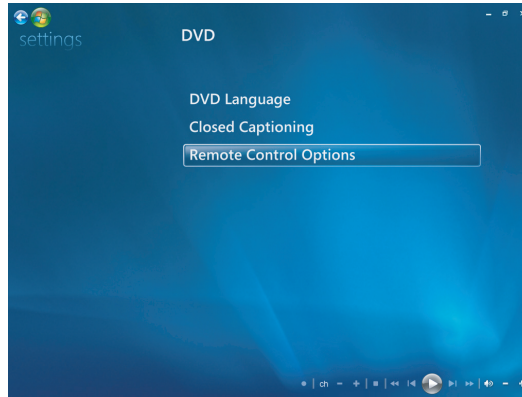 settings
DVD
DVD Language
Closed Captioning
Remote Control Options
ch